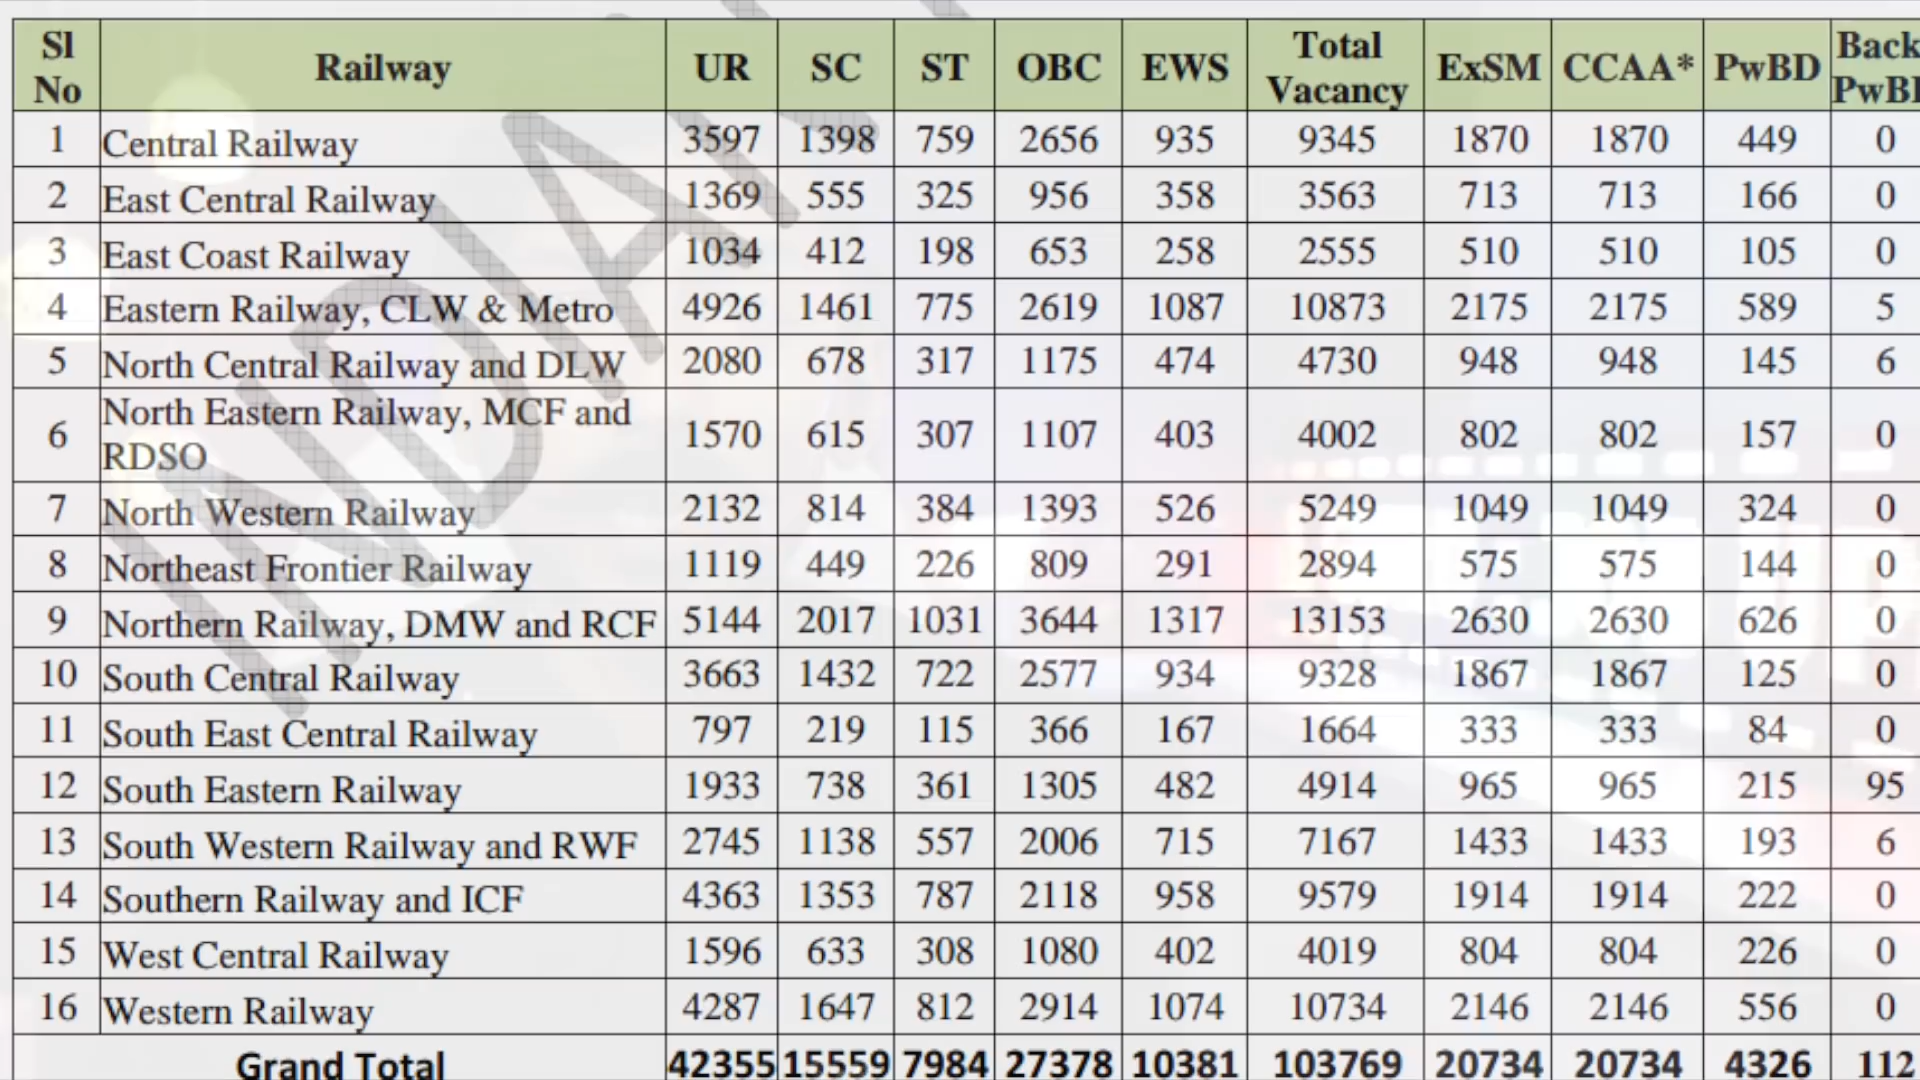 Sl No Railway UR SC ST OBC EWS Total Vacancy ExSM CCAA* PwBD Back
1 Central Railway 3597 1398 759 2656 935 9345 1870 1870 449 0
2 East Central Railway 1369 555 325 956 358 3563 713 713 166 0
3 East Coast Railway 1034 412 198 653 258 2555 510 510 105 0
4 Eastern Railway, CLW & Metro 4926 1461 775 2619 1087 10873 2175 2175 589 5
5 North Central Railway and DLW 2080 678 317 1175 474 4730 948 948 145 6
6 North Eastern Railway, MCF and RDSO 1570 615 307 1107 403 4002 802 802 157 0
7 North Western Railway 2132 814 384 1393 526 5249 1049 1049 324 0
8 Northeast Frontier Railway 1119 449 226 809 291 2894 575 575 144 0
9 Northern Railway, DMW and RCF 5144 2017 1031 3644 1317 13153 2630 2630 626 0
10 South Central Railway 3663 1432 722 2577 934 9328 1867 1867 125 0
11 South East Central Railway 797 219 115 366 167 1664 333 333 84 0
12 South Eastern Railway 1933 738 361 1305 482 4914 965 965 215 95
13 South Western Railway and RWF 2745 1138 557 2006 715 7167 1433 1433 193 6
14 Southern Railway and ICF 4363 1353 787 2118 958 9579 1914 1914 222 0
15 West Central Railway 1596 633 308 1080 402 4019 804 804 226 0
16 Western Railway 4287 1647 812 2914 1074 10734 2146 2146 556 0
Grand Total 42355 15559 7984 27378 10381 103769 20734 20734 4326 112